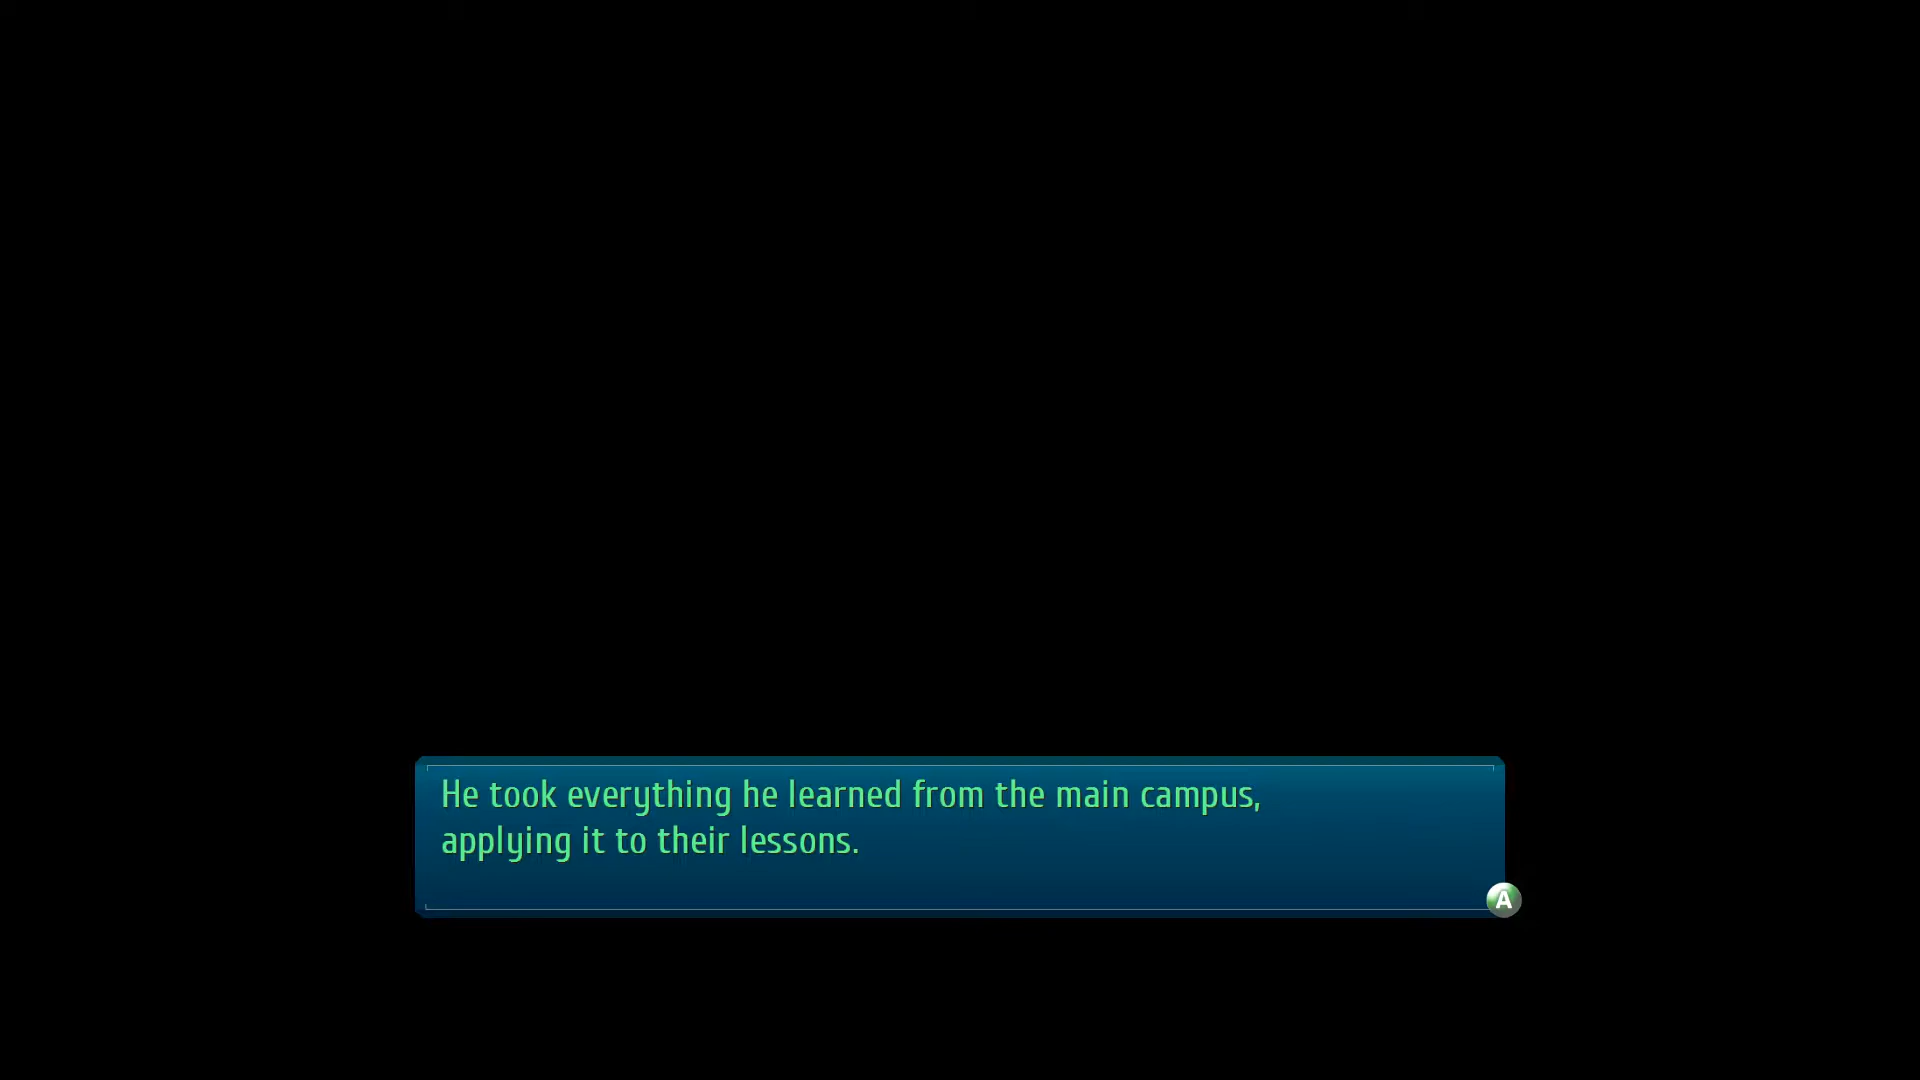 He took everything he learned from the main campus,
applying it to their lessons.
A